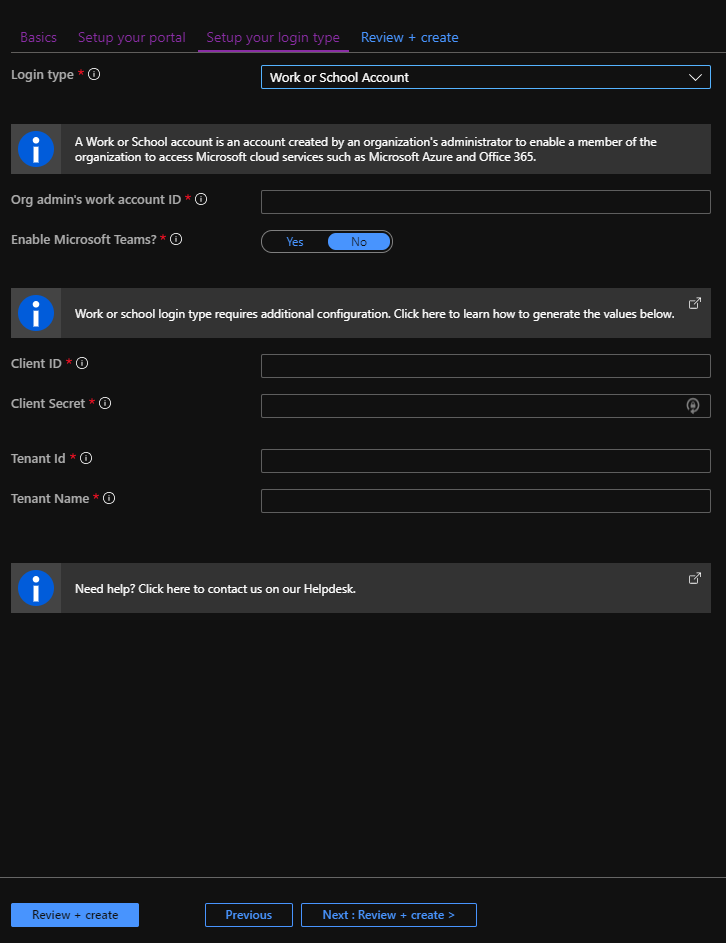 Basics Setup your portal Setup your login type Review + create
Login type * Work or School Account
A Work or School account is an account created by an organization's administrator to enable a member of the
organization to access Microsoft cloud services such as Microsoft Azure and Office 365.
Org admin's work account ID *
Enable Microsoft Teams? * Yes No
Work or school login type requires additional configuration. Click here to learn how to generate the values below.
Client ID *
Client Secret *
Tenant Id *
Tenant Name *
Need help? Click here to contact us on our Helpdesk.
Review + create Previous Next : Review + create >